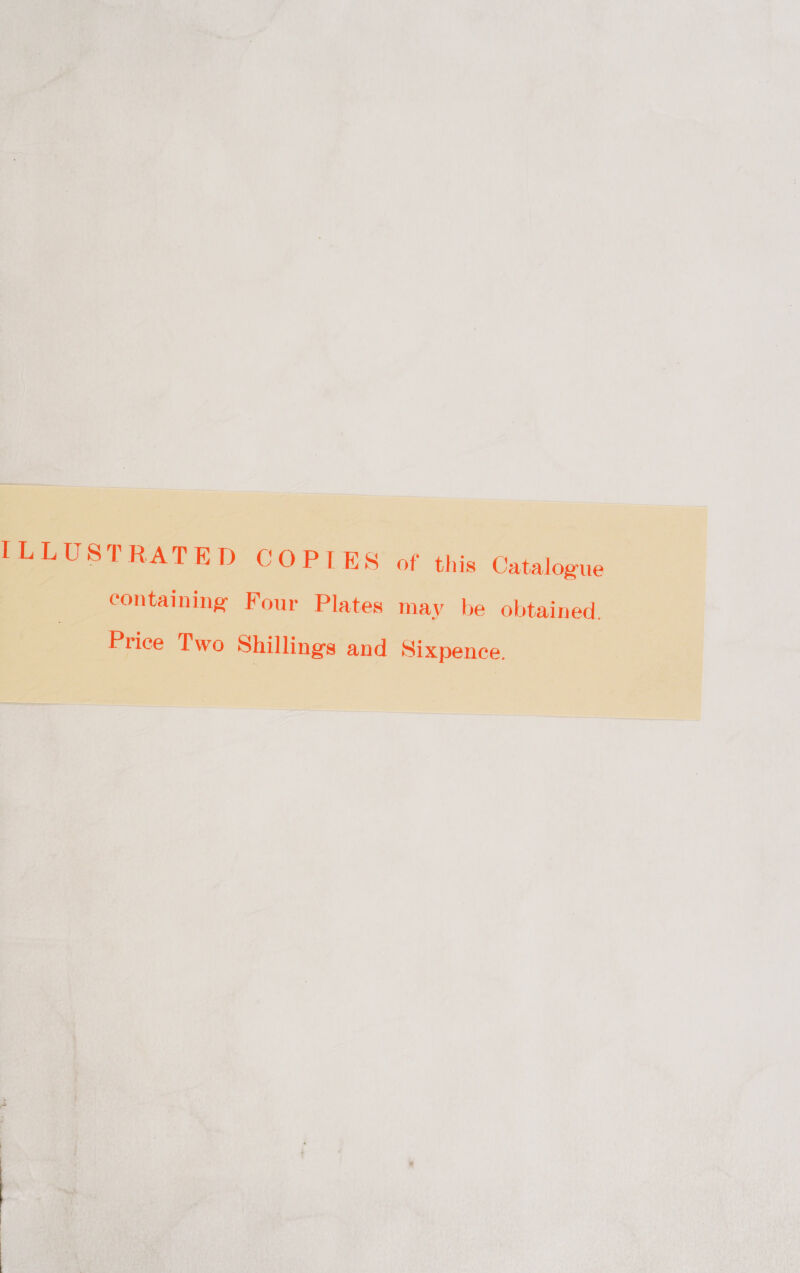 ILLUSTRATED COPIES of this Catalogue
containing Four Plates may be obtained.
Price Two Shillings and Sixpence.